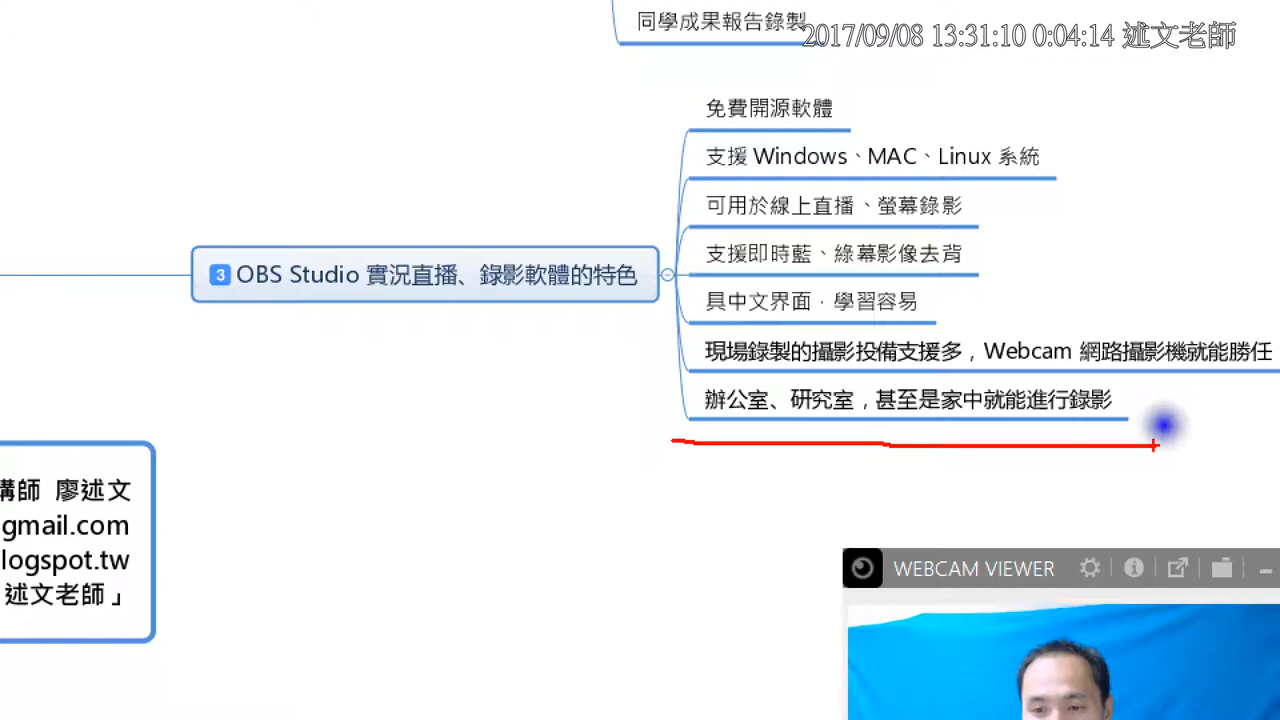 同學成果報告錄製
2017/09/08 13:31:10 0:04:14 述文老師
免費開源軟體
支援 Windows、MAC、Linux 系統
可用於線上直播、螢幕錄影
支援即時藍、綠幕影像去背
3 OBS Studio 實況直播、錄影軟體的特色
具中文界面．學習容易
現場錄製的攝影投備支援多，Webcam 網路攝影機就能勝任
辦公室、研究室，甚至是家中就能進行錄影
講師 廖述文
gmail.com
logspot.tw
述文老師」
WEBCAM VIEWER